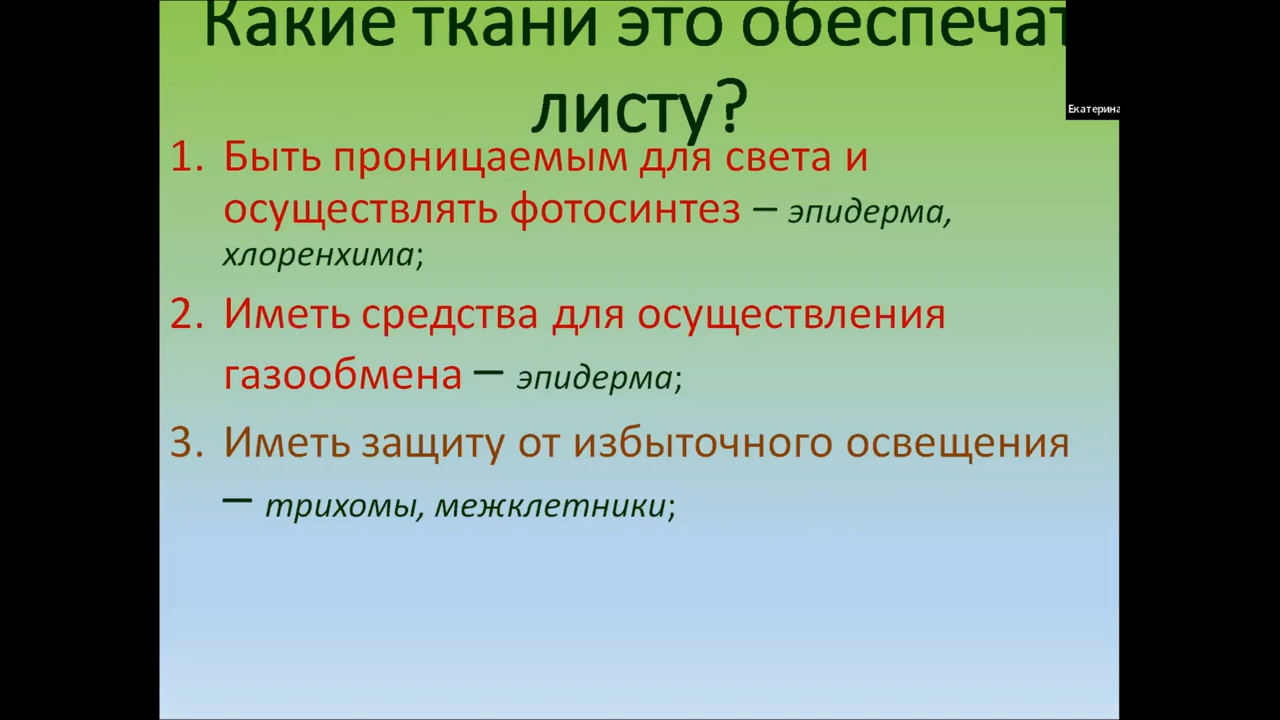 Какие ткани это обеспечат
листу?
Екатерина
1. Быть проницаемым для света и
осуществлять фотосинтез – эпидерма,
хлоренхима;
2. Иметь средства для осуществления
газообмена – эпидерма;
3. Иметь защиту от избыточного освещения
– трихомы, межклетники;